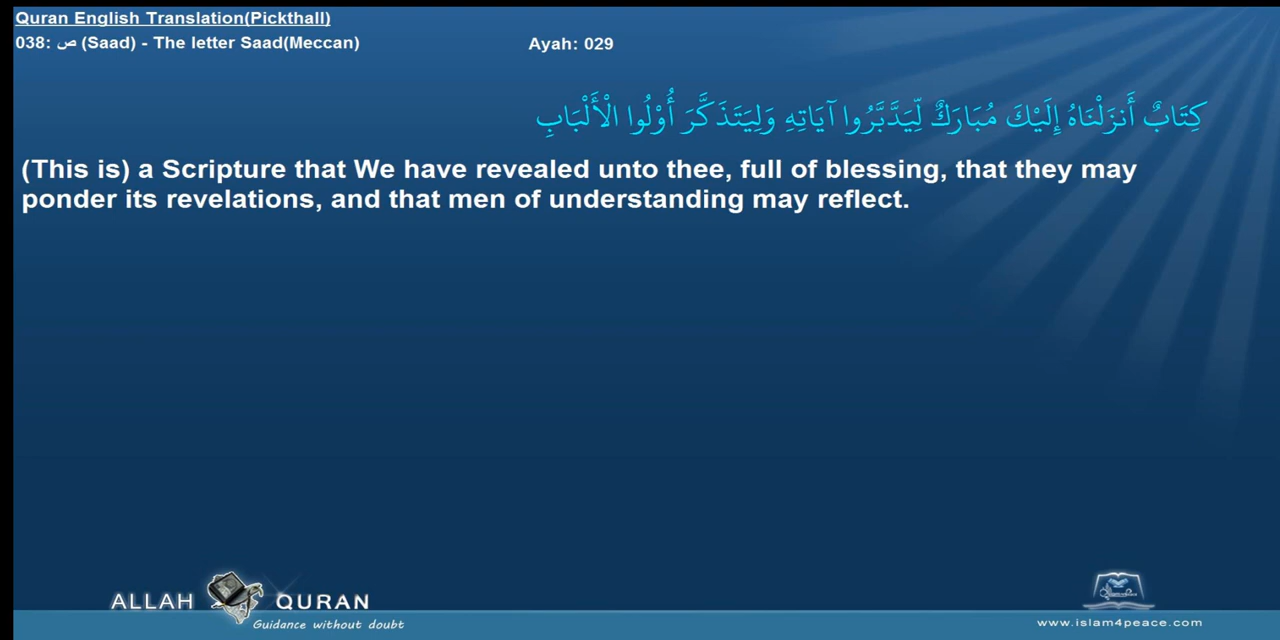 Quran English Translation(Pickthall)
038: ص (Saad) - The letter Saad(Meccan)
Ayah: 029
كِتَابٌ أَنزَلْنَاهُ إِلَيْكَ مُبَارَكٌ لِّيَدَّبَّرُوا آيَاتِهِ وَلِيَتَذَكَّرَ أُوْلُوا الْأَلْبَابِ
(This is) a Scripture that We have revealed unto thee, full of blessing, that they may
ponder its revelations, and that men of understanding may reflect.
ALLAH QURAN
Guidance without doubt
www.islam4peace.com